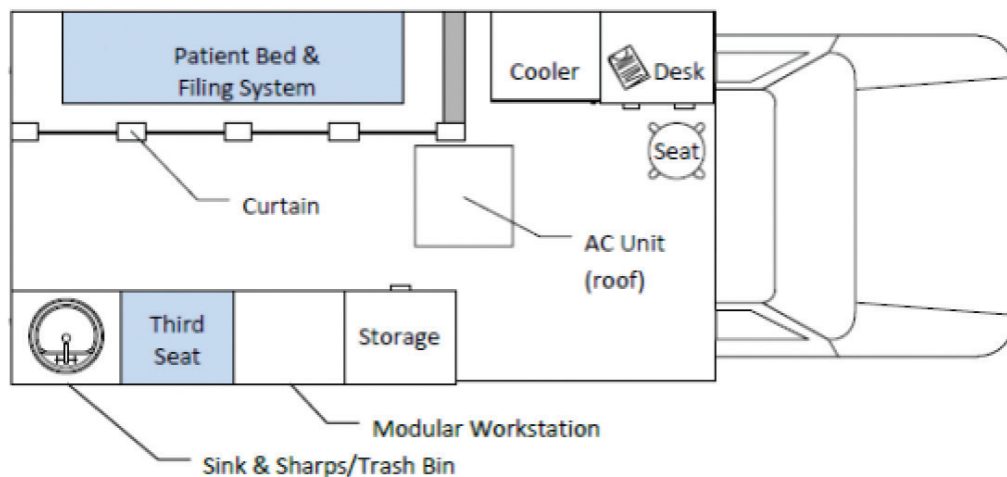 Patient Bed &
Filing System
Cooler
Desk
Seat
Curtain
AC Unit
(roof)
Third
Seat
Storage
Modular Workstation
Sink & Sharps/Trash Bin